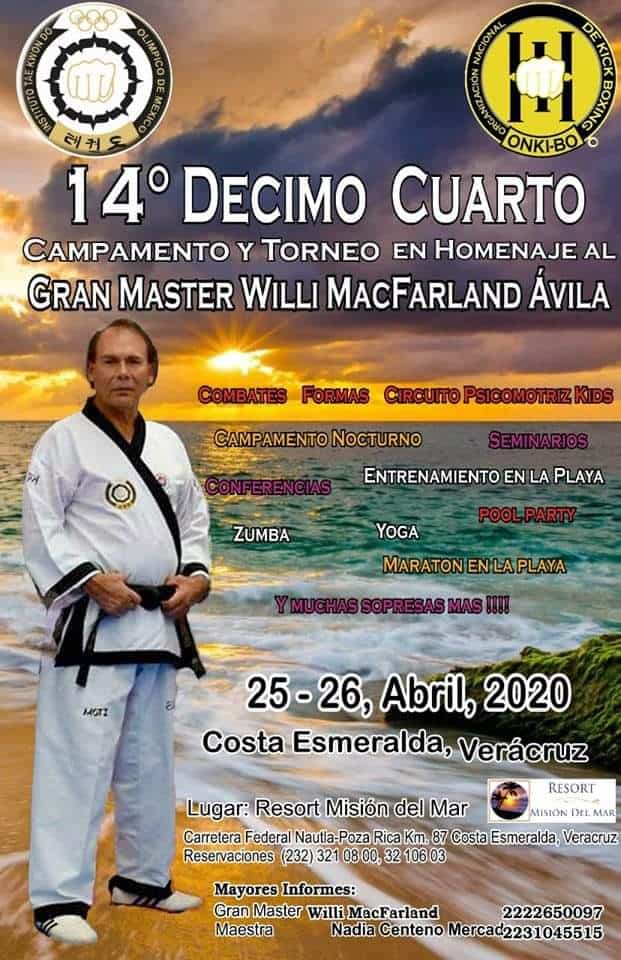 INSTITUTO TAE KWON DO OLIMPICO DE MEXICO
ORGANIZACIÓN NACIONAL DE KICK BOXING
ONKI-BO
14° DECIMO CUARTO
CAMPAMENTO Y TORNEO EN HOMENAJE AL
GRAN MASTER WILLI MACFARLAND ÁVILA
COMBATES FORMAS CIRCUITO PSICOMOTRIZ KIDS
CAMPAMENTO NOCTURNO SEMINARIOS
CONFERENCIAS ENTRENAMIENTO EN LA PLAYA
ZUMBA YOGA POOL PARTY
MARATON EN LA PLAYA
Y MUCHAS SOPRESAS MAS !!!!
25 - 26, Abril, 2020
Costa Esmeralda, Verácruz
RESORT
MISIÓN DEL MAR
Lugar: Resort Misión del Mar
Carretera Federal Nautla-Poza Rica Km. 87 Costa Esmeralda, Veracruz
Reservaciones (232) 321 08 00, 32 106 03
Mayores Informes:
Gran Master Willi MacFarland 2222650097
Maestra Nadia Centeno Mercad 2231045515